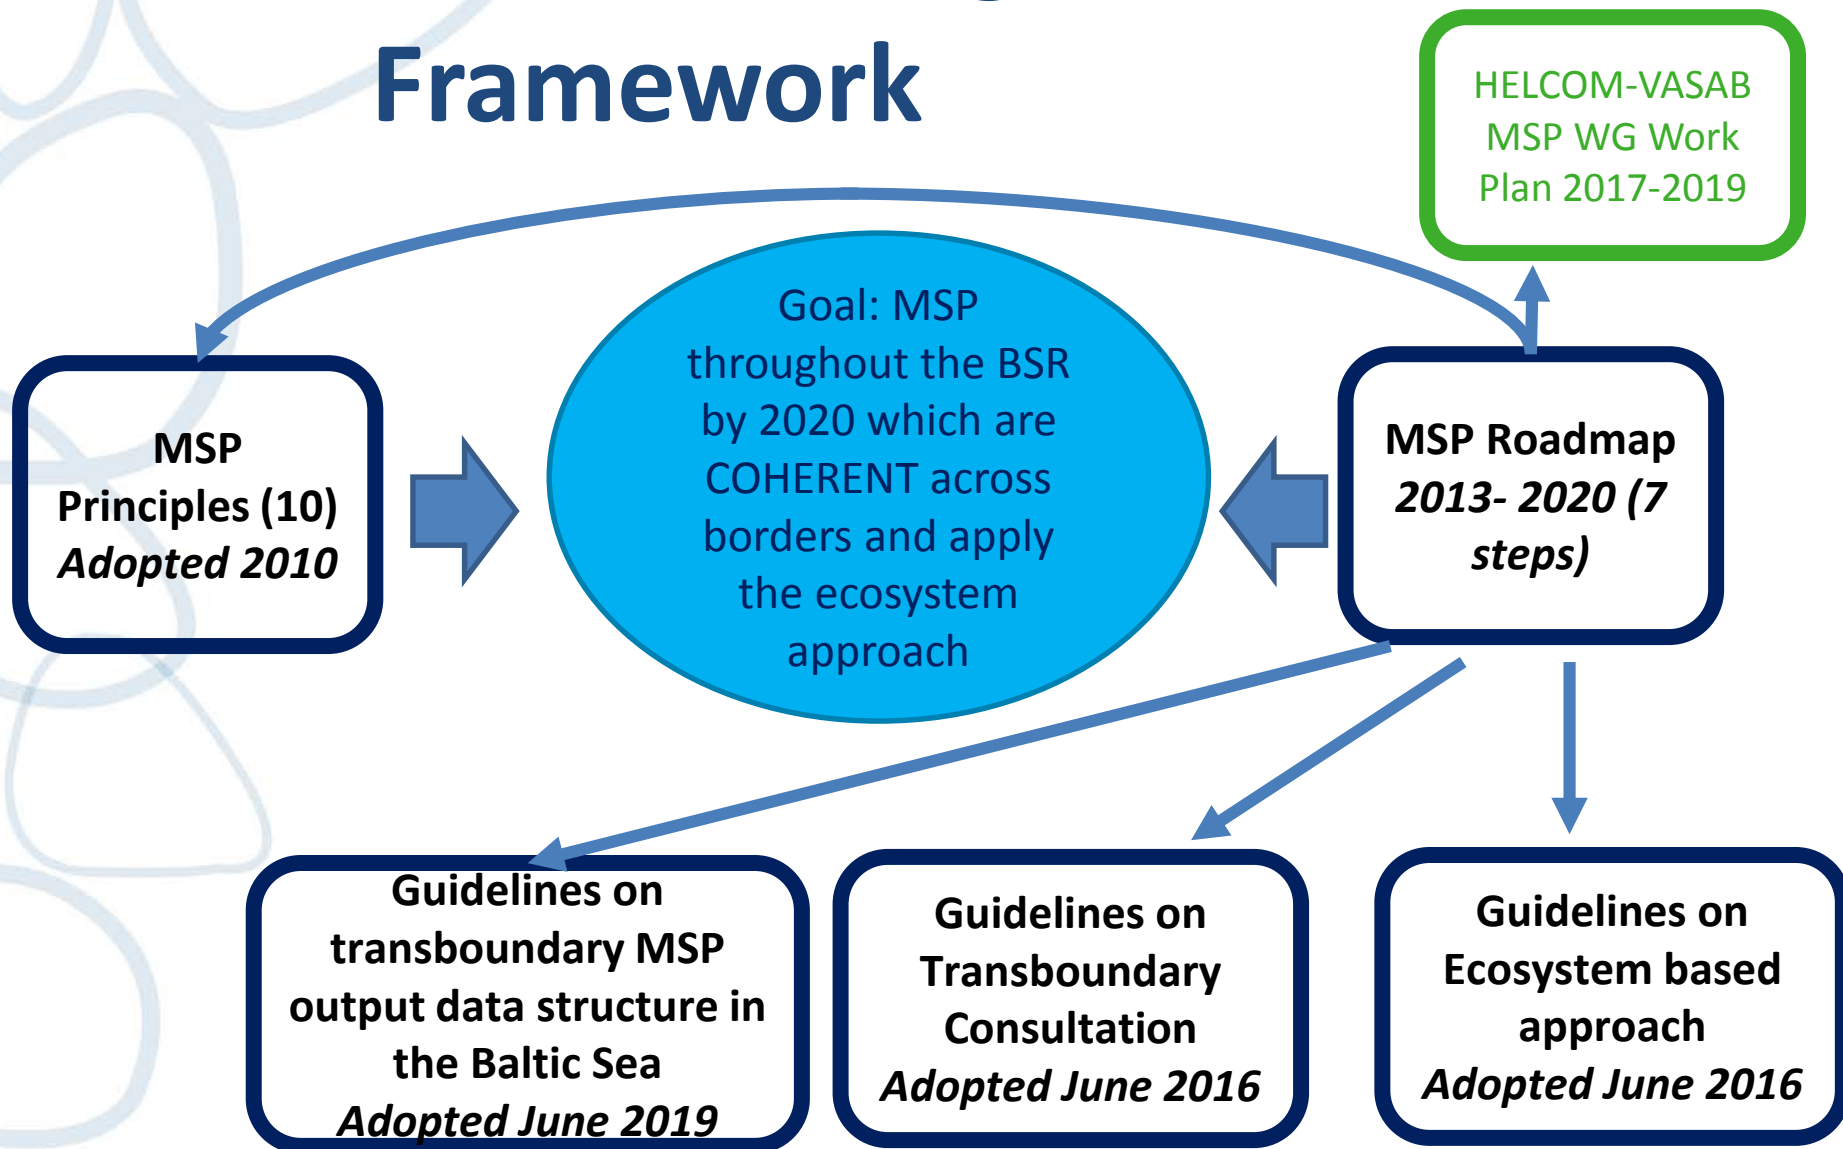 Framework
HELCOM-VASAB
MSP WG Work
Plan 2017-2019
Goal: MSP
throughout the BSR
by 2020 which are
COHERENT across
borders and apply
the ecosystem
approach
MSP
Principles (10)
Adopted 2010
MSP Roadmap
2013- 2020 (7
steps)
Guidelines on
transboundary MSP
output data structure in
the Baltic Sea
Adopted June 2019
Guidelines on
Transboundary
Consultation
Adopted June 2016
Guidelines on
Ecosystem based
approach
Adopted June 2016